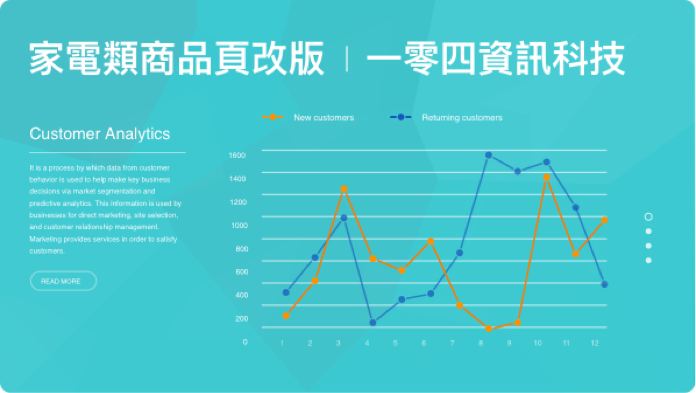 家電類商品頁改版 | 一零四資訊科技
New customers
Returning customers
Customer Analytics
It is a process by which data from customer
behavior is used to help make key business
decisions via market segmentation and
predictive analytics. This information is used by
businesses for direct marketing, site selection,
and customer relationship management.
Marketing provides services in order to satisfy
customers.
READ MORE
1600
1400
1200
1000
800
600
400
200
0
1 2 3 4 5 6 7 8 9 10 11 12